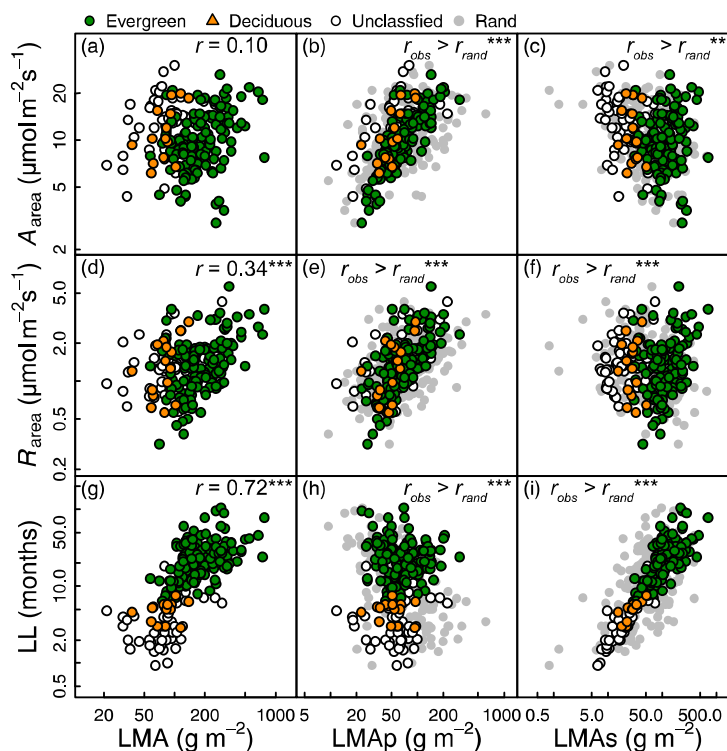 Evergreen Deciduous Unclassfied Rand
(a) r = 0.10 (b) r_obs > r_rand *** (c) r_obs > r_rand **
A_area (μmol m⁻² s⁻¹)
20
10
5
2
(d) r = 0.34*** (e) r_obs > r_rand *** (f) r_obs > r_rand ***
R_area (μmol m⁻² s⁻¹)
5.0
2.0
0.5
0.2
(g) r = 0.72*** (h) r_obs > r_rand *** (i) r_obs > r_rand ***
LL (months)
50.0
10.0
2.0
0.5
20 50 200 1000 5 20 100 500 0.5 5.0 50.0 500.0
LMA (g m⁻²) LMAp (g m⁻²) LMAs (g m⁻²)